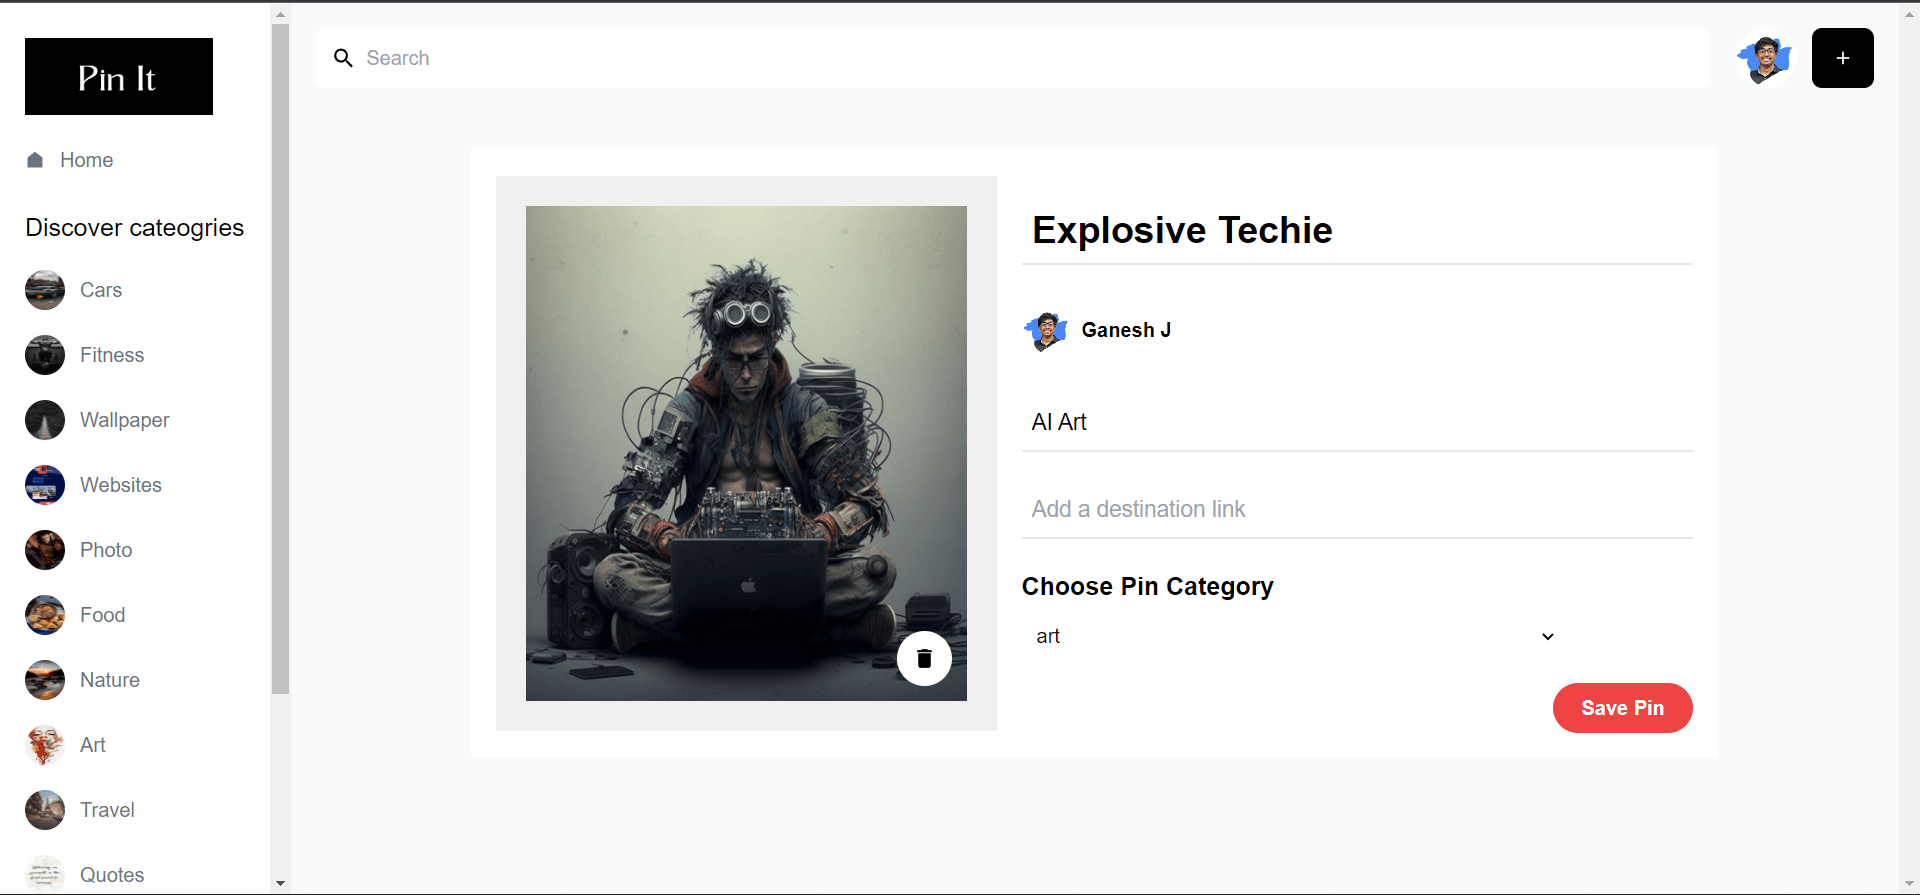 Pin It
Home
Discover cateogries
Cars
Fitness
Wallpaper
Websites
Photo
Food
Nature
Art
Travel
Quotes
Search
+
Explosive Techie
Ganesh J
AI Art
Add a destination link
Choose Pin Category
art
Save Pin